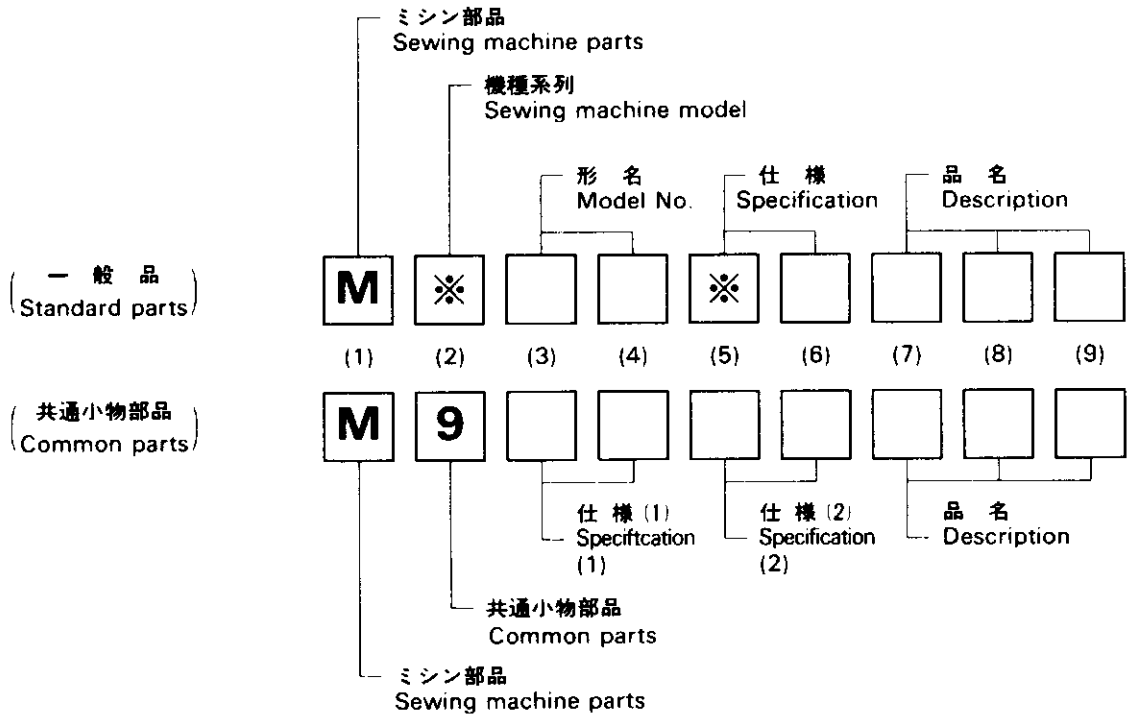 ミシン部品
Sewing machine parts
機種系列
Sewing machine model
形 名
Model No.
仕 様
Specification
品 名
Description
一 般 品
Standard parts
M ※ ※
(1) (2) (3) (4) (5) (6) (7) (8) (9)
共通小物部品
Common parts
M 9
仕 様 (1)
Speciftcation
(1)
仕 様 (2)
Specification
(2)
品 名
Description
共通小物部品
Common parts
ミシン部品
Sewing machine parts